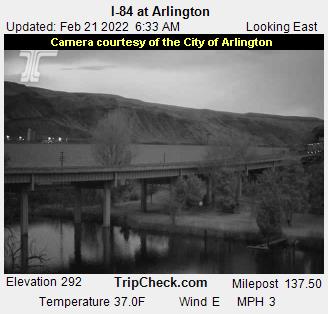 I-84 at Arlington
Updated: Feb 21 2022 6:33 AM Looking East
Camera courtesy of the City of Arlington
Elevation 292 TripCheck.com Milepost 137.50
Temperature 37.0F Wind E MPH 3